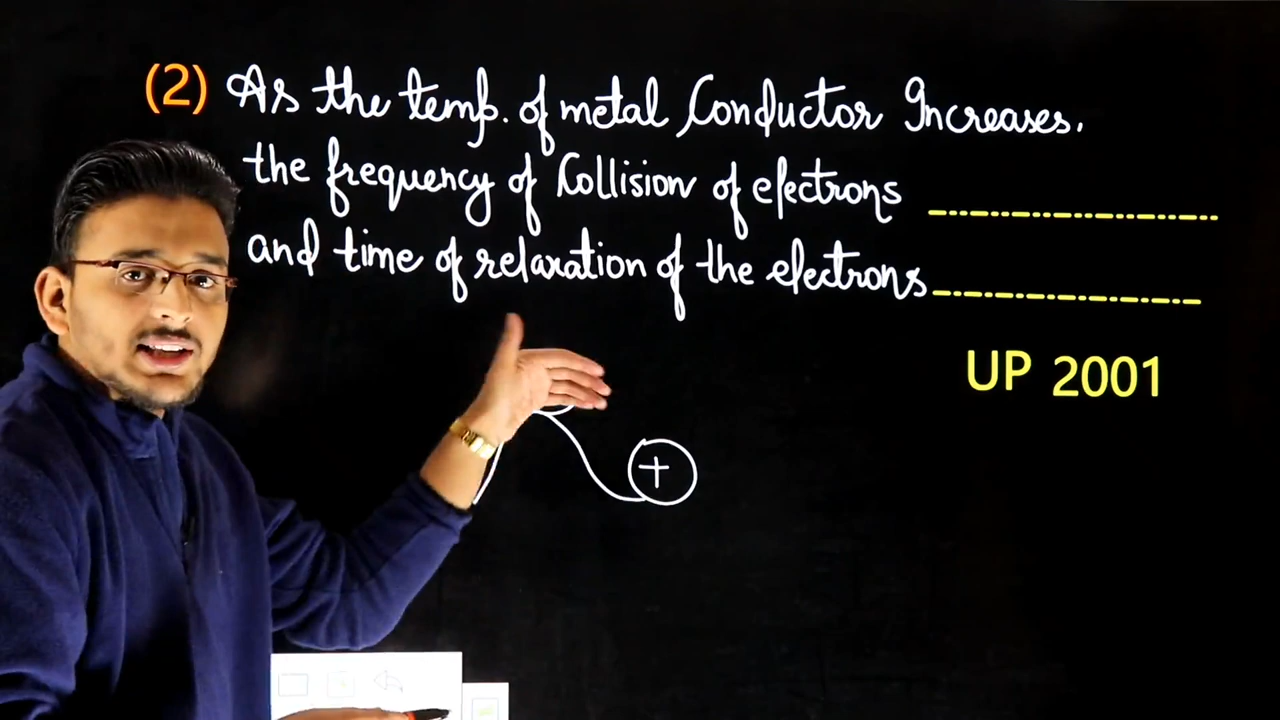 (2) As the temp. of metal Conductor Increases.
the frequency of Collision of electrons
and time of relaxation of the electrons
UP 2001
+